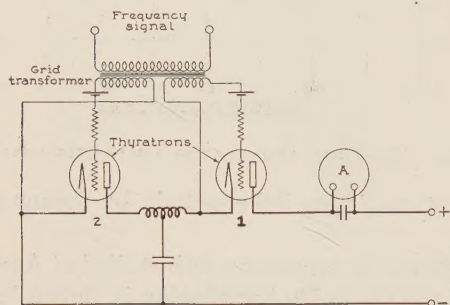 Frequency
signal
Grid
transformer
Thyratrons
A
2
1
+
-